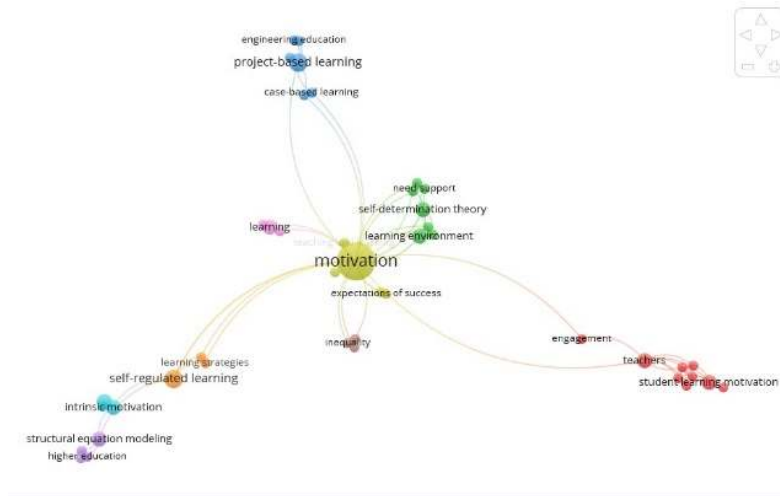 engineering education
project-based learning
case-based learning
need support
self-determination theory
learning
teaching
learning environment
motivation
expectations of success
inequality
engagement
learning strategies
teachers
self-regulated learning
student learning motivation
intrinsic motivation
structural equation modeling
higher education